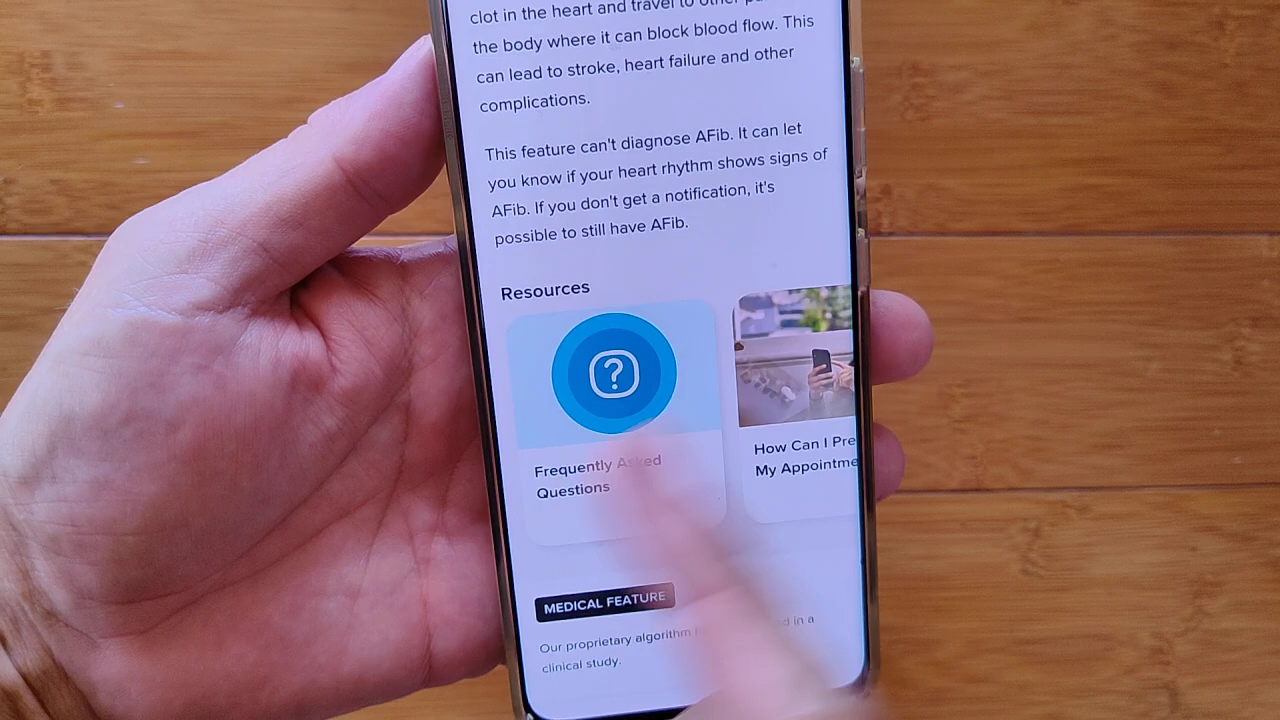 clot in the heart and travel to other
the body where it can block blood flow. This
can lead to stroke, heart failure and other
complications.
This feature can't diagnose AFib. It can let
you know if your heart rhythm shows signs of
AFib. If you don't get a notification, it's
possible to still have AFib.
Resources
?
Frequently Asked
Questions
How Can I Pre
My Appointme
MEDICAL FEATURE
Our proprietary algorithm in a
clinical study.